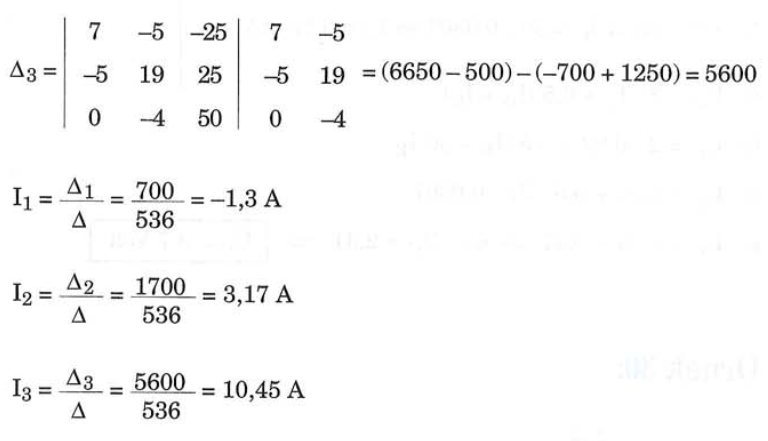 7 –5 –25 7 –5
Δ3 = –5 19 25 –5 19 = (6650 – 500) – (–700 + 1250) = 5600
0 –4 50 0 –4
I1 = Δ1/Δ = 700/536 = –1,3 A
I2 = Δ2/Δ = 1700/536 = 3,17 A
I3 = Δ3/Δ = 5600/536 = 10,45 A